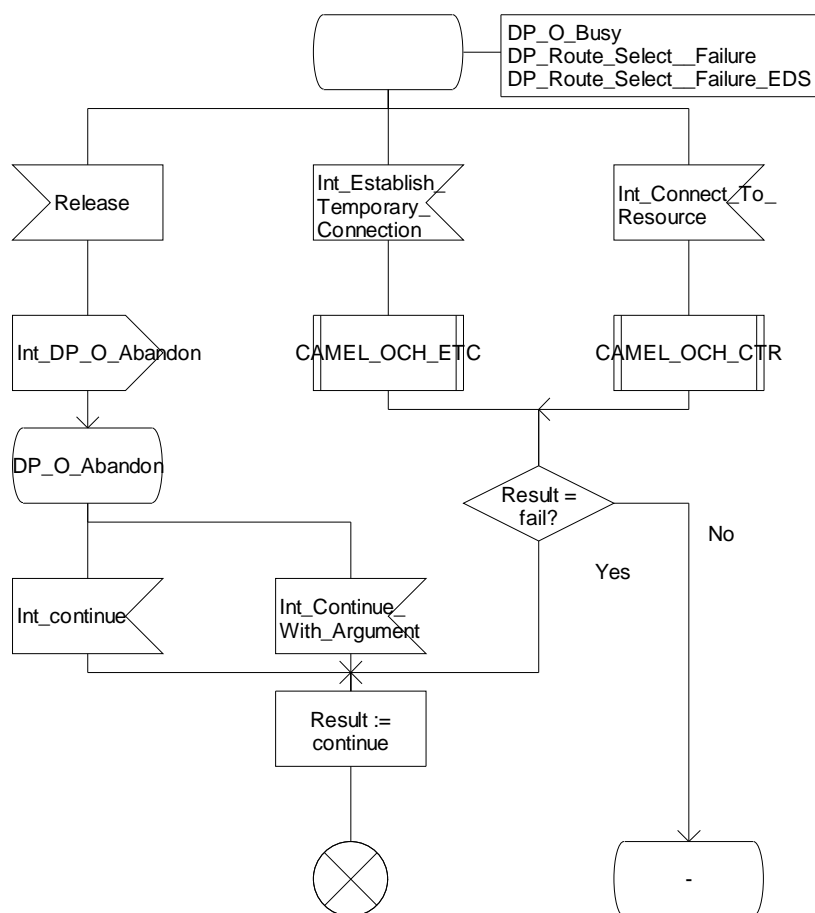 DP_O_Busy
DP_Route_Select__Failure
DP_Route_Select__Failure_EDS
Release
Int_Establish_
Temporary_
Connection
Int_Connect_To_
Resource
Int_DP_O_Abandon
CAMEL_OCH_ETC
CAMEL_OCH_CTR
DP_O_Abandon
Result =
fail?
No
Yes
Int_continue
Int_Continue_
With_Argument
Result :=
continue
-